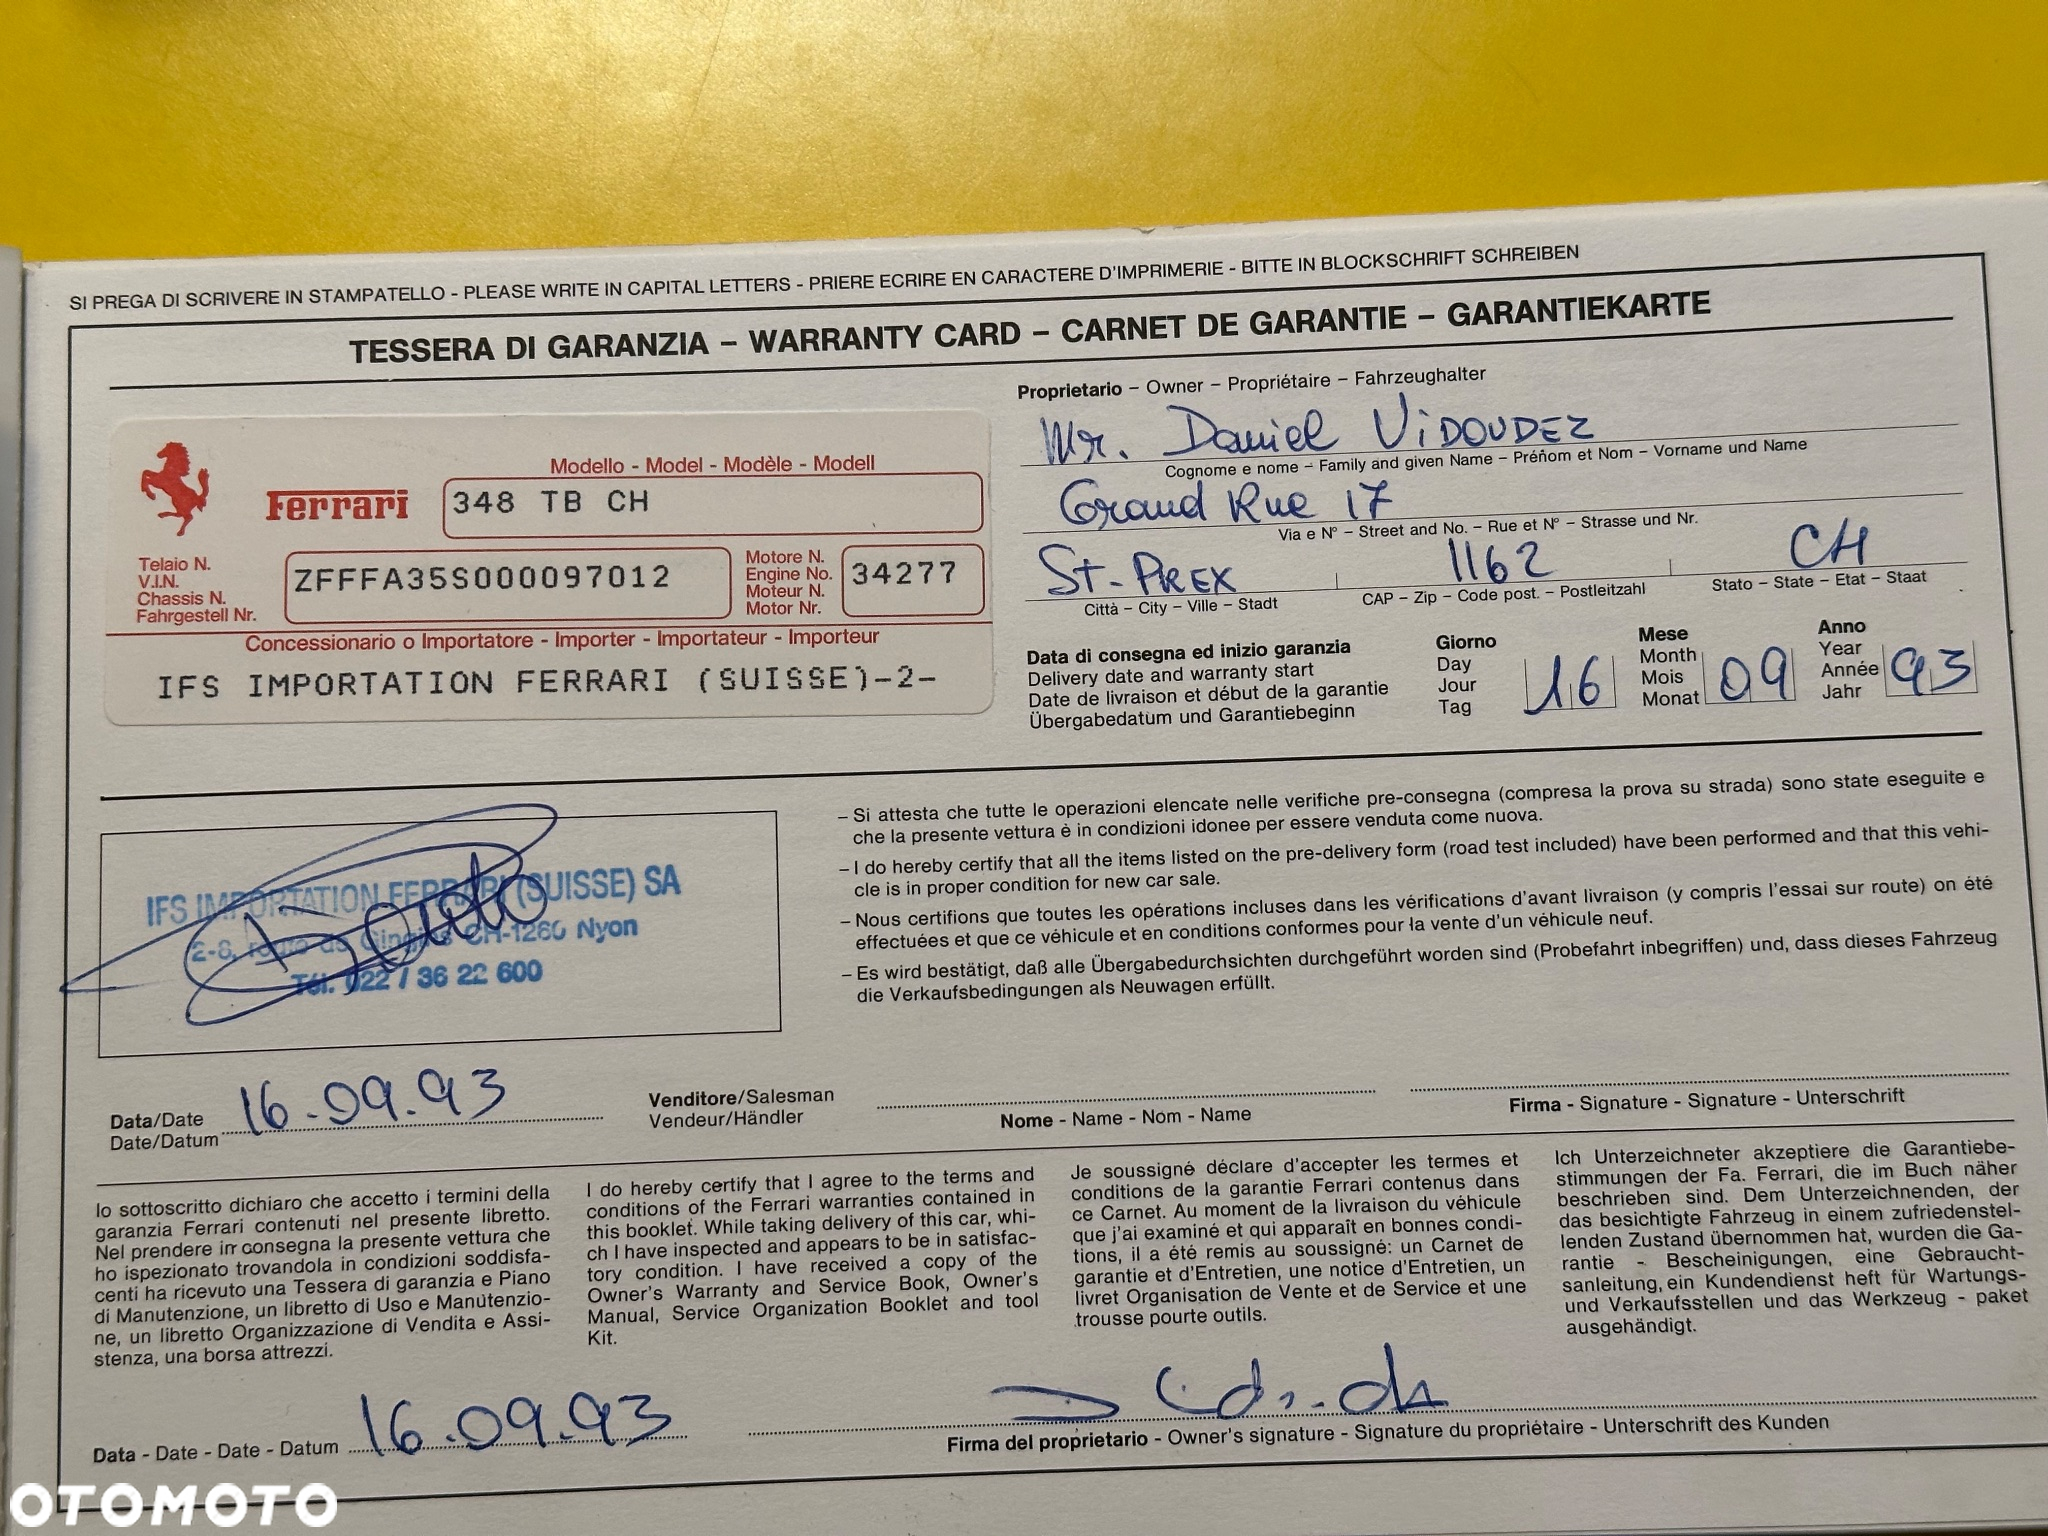 SI PREGA DI SCRIVERE IN STAMPATELLO - PLEASE WRITE IN CAPITAL LETTERS - PRIERE ECRIRE EN CARACTERE D'IMPRIMERIE - BITTE IN BLOCKSCHRIFT SCHREIBEN
TESSERA DI GARANZIA – WARRANTY CARD – CARNET DE GARANTIE – GARANTIEKARTE
Modello - Model - Modèle - Modell
Ferrari 348 TB CH
Telaio N.
V.I.N.
Chassis N.
Fahrgestell Nr.
ZFFFA35S000097012
Motore N.
Engine No.
Moteur N.
Motor Nr.
34277
Concessionario o Importatore - Importer - Importateur - Importeur
IFS IMPORTATION FERRARI (SUISSE)-2-
Proprietario – Owner – Propriétaire – Fahrzeughalter
Mr. Daniel VIDOUDEZ
Cognome e nome – Family and given Name – Préñom et Nom – Vorname und Name
Grand Rue 17
Via e N° – Street and No. – Rue et N° – Strasse und Nr.
St-PREX 1162 CH
Città – City – Ville – Stadt
CAP – Zip – Code post. – Postleitzahl
Stato – State – Etat – Staat
Data di consegna ed inizio garanzia
Delivery date and warranty start
Date de livraison et début de la garantie
Übergabedatum und Garantiebeginn
Giorno
Day
Jour
Tag
16
Mese
Month
Mois
Monat
09
Anno
Year
Année
Jahr
93
IFS IMPORTATION FERRARI (SUISSE) SA
2-8, route de Gingins CH-1260 Nyon
Tél. 022 / 36 22 600
– Si attesta che tutte le operazioni elencate nelle verifiche pre-consegna (compresa la prova su strada) sono state eseguite e
che la presente vettura è in condizioni idonee per essere venduta come nuova.
– I do hereby certify that all the items listed on the pre-delivery form (road test included) have been performed and that this vehi-
cle is in proper condition for new car sale.
– Nous certifions que toutes les opérations incluses dans les vérifications d'avant livraison (y compris l'essai sur route) on été
effectuées et que ce véhicule et en conditions conformes pour la vente d'un véhicule neuf.
– Es wird bestätigt, daß alle Übergabedurchsichten durchgeführt worden sind (Probefahrt inbegriffen) und, dass dieses Fahrzeug
die Verkaufsbedingungen als Neuwagen erfüllt.
Data/Date
Date/Datum
16.09.93
Venditore/Salesman
Vendeur/Händler
Nome - Name - Nom - Name
Firma - Signature - Signature - Unterschrift
Io sottoscritto dichiaro che accetto i termini della
garanzia Ferrari contenuti nel presente libretto.
Nel prendere in consegna la presente vettura che
ho ispezionato trovandola in condizioni soddisfa-
centi ha ricevuto una Tessera di garanzia e Piano
di Manutenzione, un libretto di Uso e Manutenzio-
ne, un libretto Organizzazione di Vendita e Assi-
stenza, una borsa attrezzi.
I do hereby certify that I agree to the terms and
conditions of the Ferrari warranties contained in
this booklet. While taking delivery of this car, whi-
ch I have inspected and appears to be in satisfac-
tory condition. I have received a copy of the
Owner's Warranty and Service Book, Owner's
Manual, Service Organization Booklet and tool
Kit.
Je soussigné déclare d'accepter les termes et
conditions de la garantie Ferrari contenus dans
ce Carnet. Au moment de la livraison du véhicule
que j'ai examiné et qui apparaît en bonnes condi-
tions, il a été remis au soussigné: un Carnet de
garantie et d'Entretien, une notice d'Entretien, un
livret Organisation de Vente et de Service et une
trousse pourte outils.
Ich Unterzeichneter akzeptiere die Garantiebe-
stimmungen der Fa. Ferrari, die im Buch näher
beschrieben sind. Dem Unterzeichnenden, der
das besichtigte Fahrzeug in einem zufriedenstel-
lenden Zustand übernommen hat, wurden die Ga-
rantie - Bescheinigungen, eine Gebraucht-
sanleitung, ein Kundendienst heft für Wartungs-
und Verkaufsstellen und das Werkzeug - paket
ausgehändigt.
Data - Date - Date - Datum 16.09.93
Firma del proprietario - Owner's signature - Signature du propriétaire - Unterschrift des Kunden
OTOMOTO